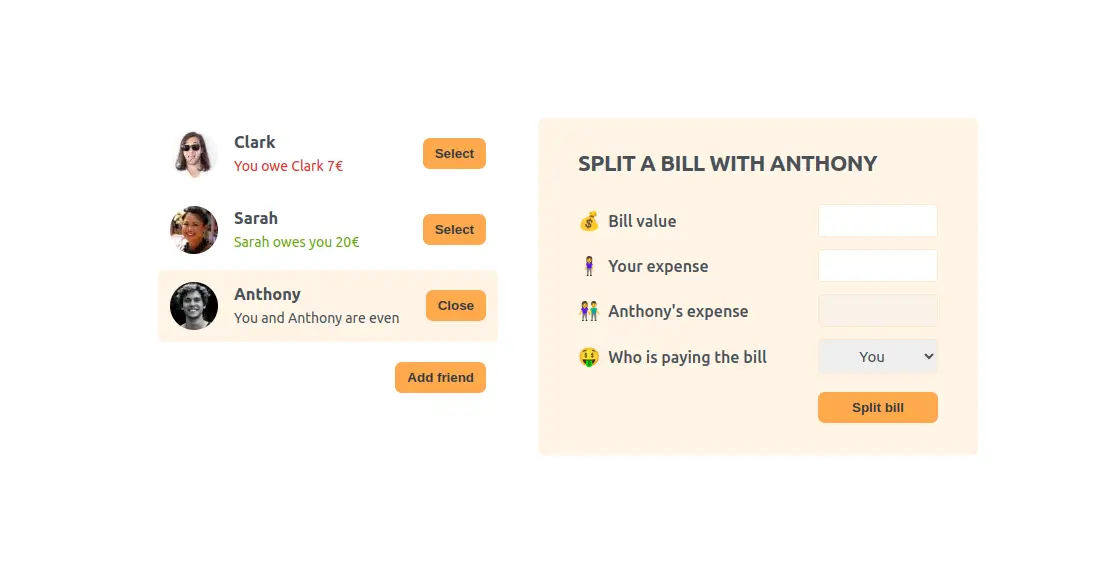 Clark
You owe Clark 7€
Select
Sarah
Sarah owes you 20€
Select
Anthony
You and Anthony are even
Close
Add friend
SPLIT A BILL WITH ANTHONY
💰 Bill value
🧍‍♀️ Your expense
👫 Anthony's expense
🤑 Who is paying the bill
You
Split bill